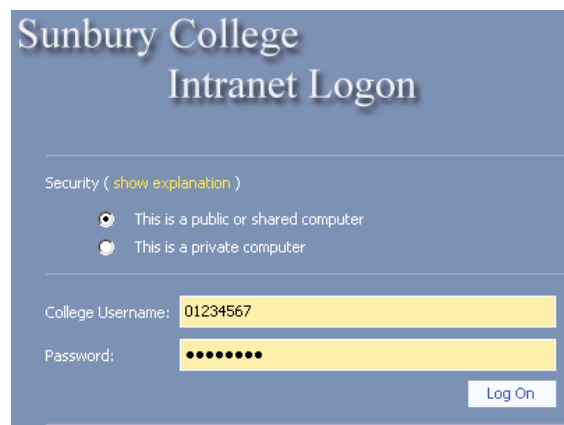 Sunbury College
Intranet Logon
Security ( show explanation )
This is a public or shared computer
This is a private computer
College Username: 01234567
Password: ••••••••
Log On